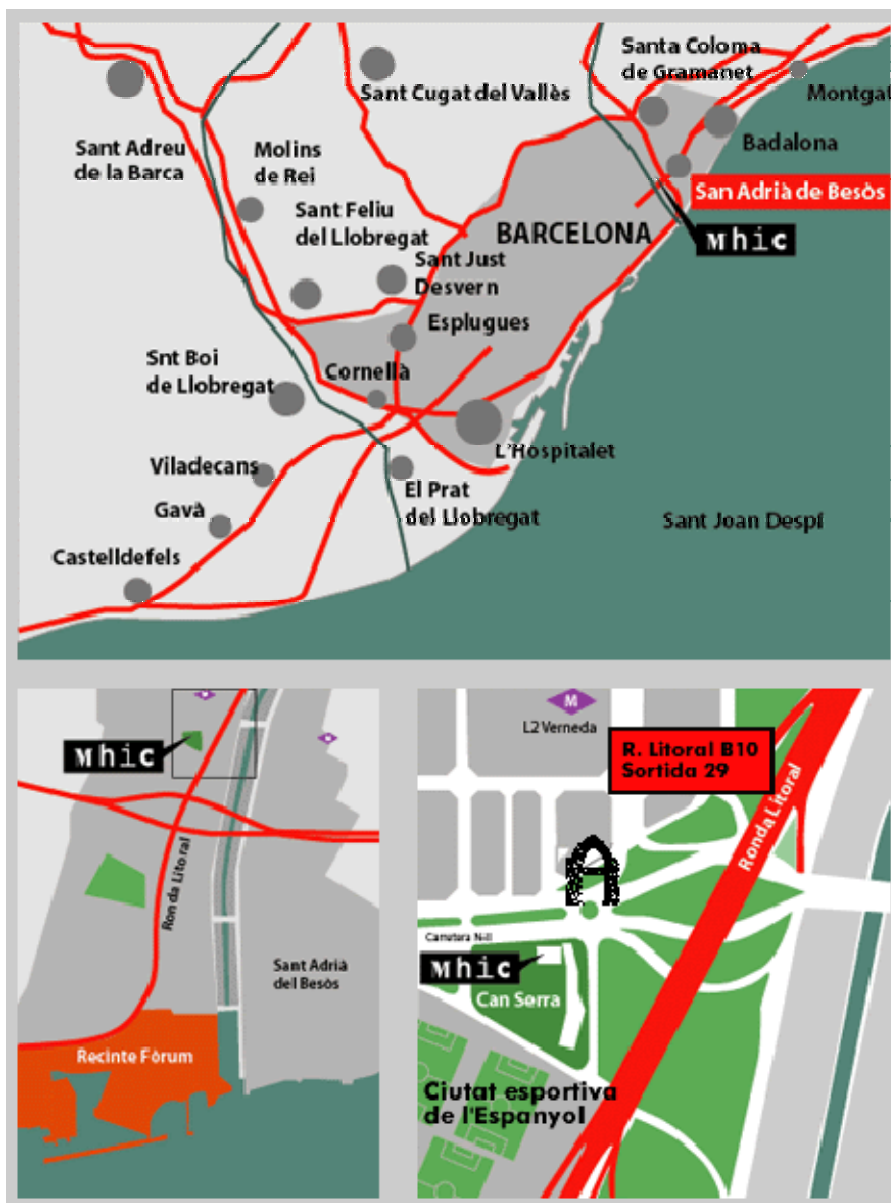 Santa Coloma
de Gramanet
Sant Cugat del Vallès
Montgat
Badalona
Sant Adreu
de la Barca
Molins
de Rei
San Adrià de Besòs
Sant Feliu
del Llobregat
BARCELONA
Mhic
Sant Just
Desvern
Esplugues
Snt Boi
de Llobregat
Cornellà
L'Hospitalet
Viladecans
El Prat
del Llobregat
Gavà
Sant Joan Despí
Castelldefels
Mhic
Ronda Litoral
Sant Adrià
del Besòs
Recinte Fòrum
M
L2 Verneda
R. Litoral B10
Sortida 29
Ronda Litoral
A
Carretera N-II
Mhic
Can Serra
Ciutat esportiva
de l'Espanyol